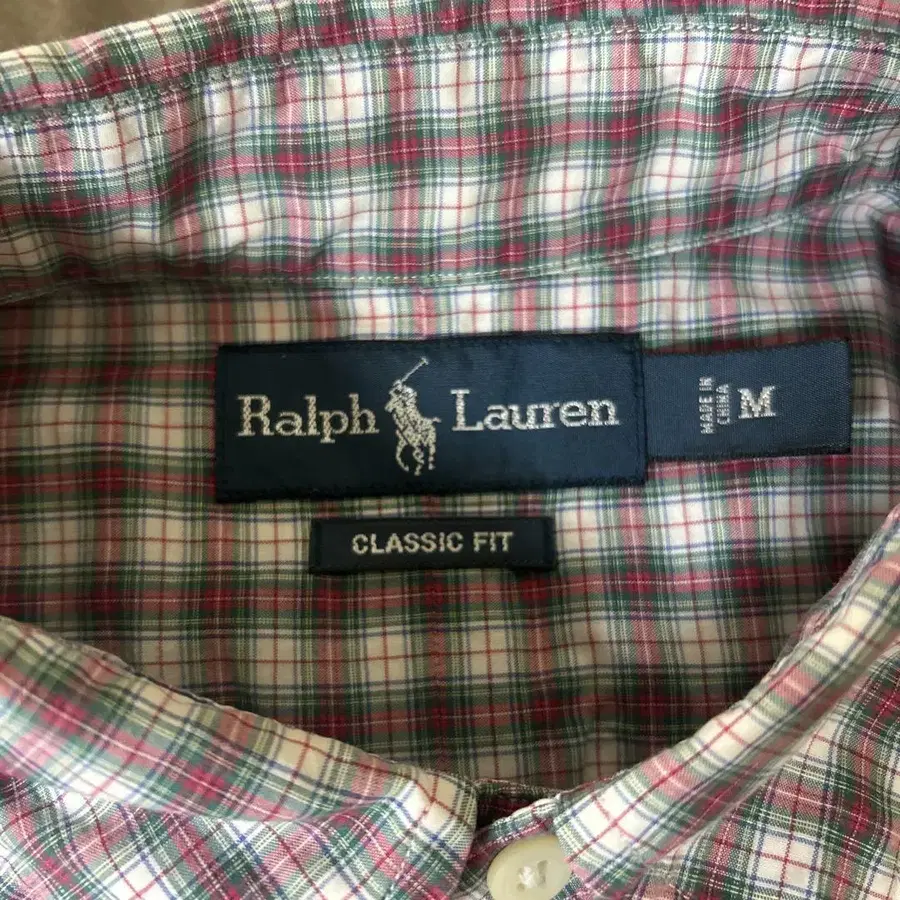 Ralph Lauren
MADE IN
CHINA
M
CLASSIC FIT